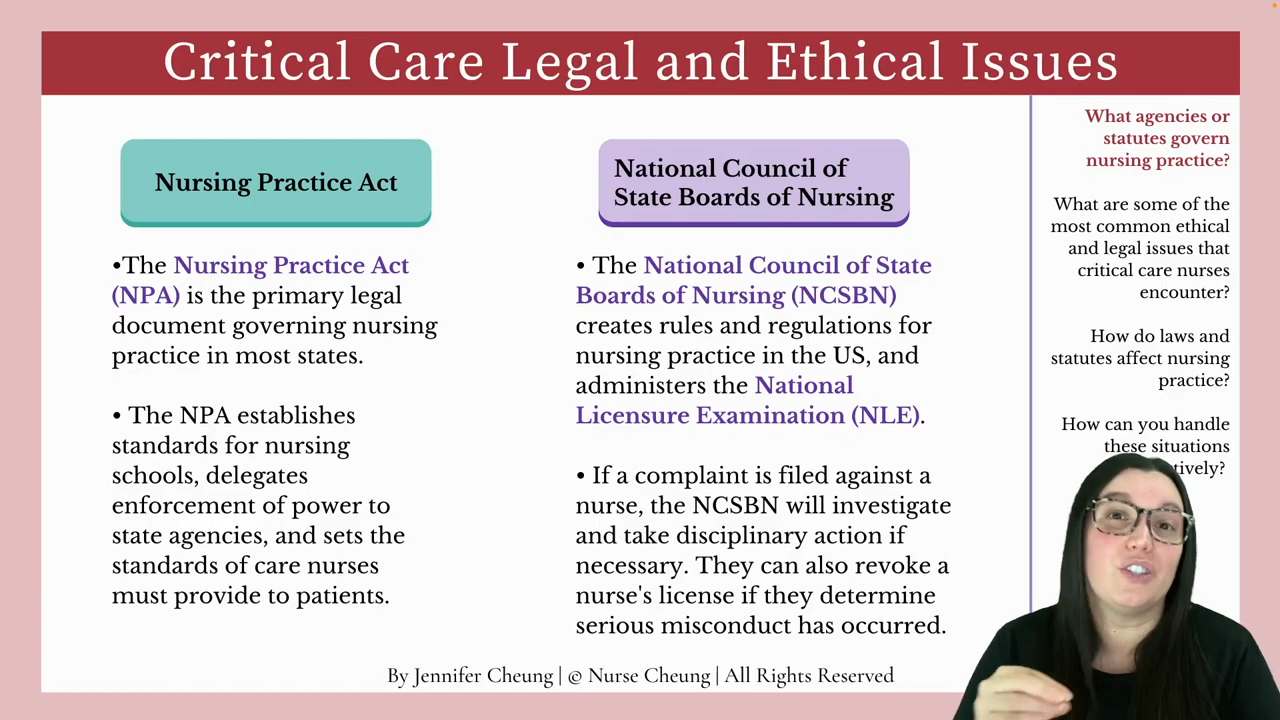 Critical Care Legal and Ethical Issues
Nursing Practice Act
•The Nursing Practice Act
(NPA) is the primary legal
document governing nursing
practice in most states.
• The NPA establishes
standards for nursing
schools, delegates
enforcement of power to
state agencies, and sets the
standards of care nurses
must provide to patients.
National Council of
State Boards of Nursing
• The National Council of State
Boards of Nursing (NCSBN)
creates rules and regulations for
nursing practice in the US, and
administers the National
Licensure Examination (NLE).
• If a complaint is filed against a
nurse, the NCSBN will investigate
and take disciplinary action if
necessary. They can also revoke a
nurse's license if they determine
serious misconduct has occurred.
What agencies or
statutes govern
nursing practice?
What are some of the
most common ethical
and legal issues that
critical care nurses
encounter?
How do laws and
statutes affect nursing
practice?
How can you handle
these situations
By Jennifer Cheung | © Nurse Cheung | All Rights Reserved